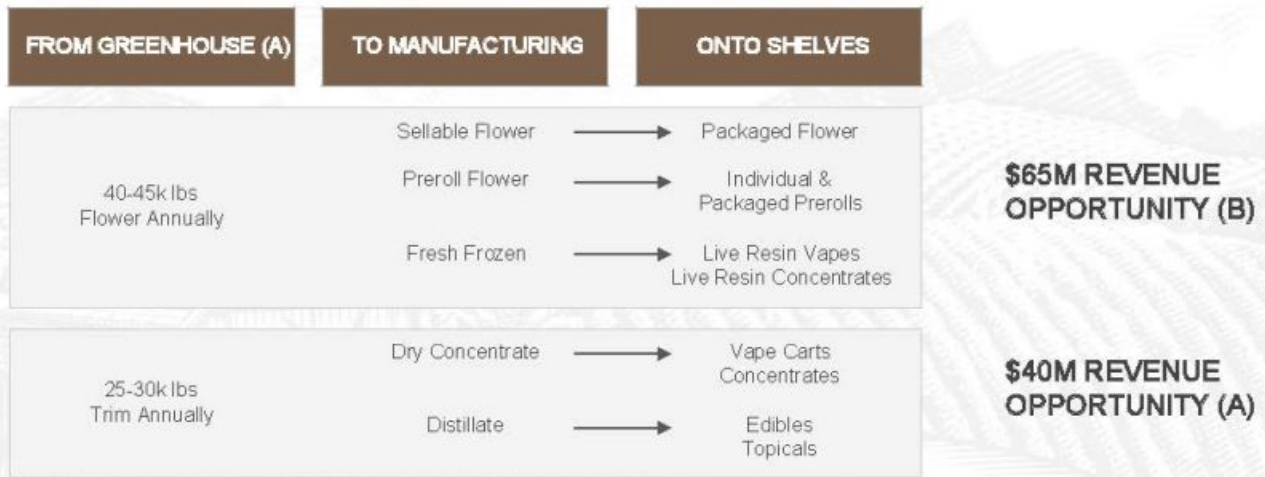 FROM GREENHOUSE (A)
TO MANUFACTURING
ONTO SHELVES
40-45k lbs
Flower Annually
Sellable Flower
Packaged Flower
Preroll Flower
Individual &
Packaged Prerolls
Fresh Frozen
Live Resin Vapes
Live Resin Concentrates
$65M REVENUE
OPPORTUNITY (B)
25-30k lbs
Trim Annually
Dry Concentrate
Vape Carts
Concentrates
Distillate
Edibles
Topicals
$40M REVENUE
OPPORTUNITY (A)